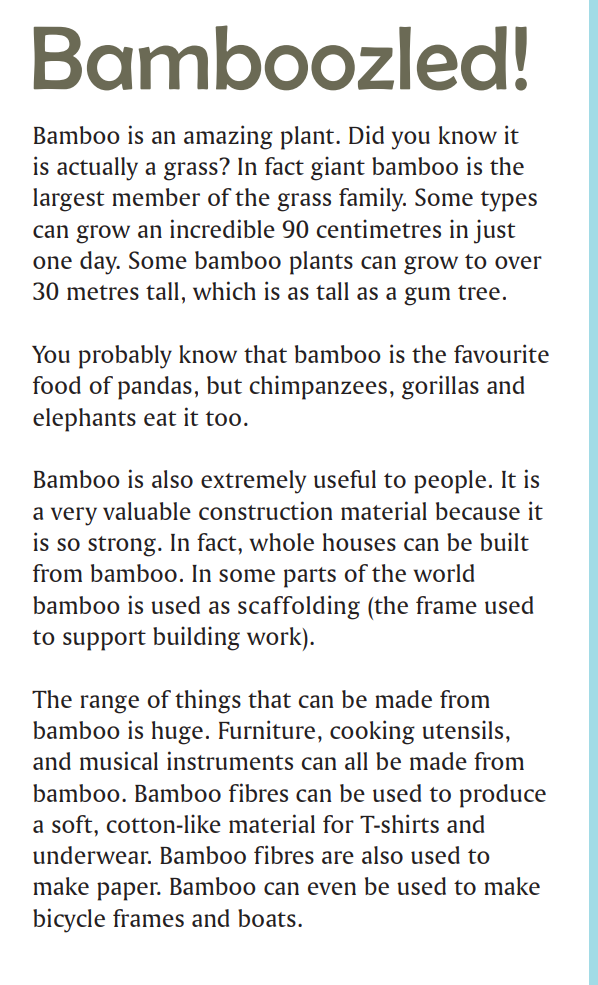 Bamboozled!
Bamboo is an amazing plant. Did you know it
is actually a grass? In fact giant bamboo is the
largest member of the grass family. Some types
can grow an incredible 90 centimetres in just
one day. Some bamboo plants can grow to over
30 metres tall, which is as tall as a gum tree.
You probably know that bamboo is the favourite
food of pandas, but chimpanzees, gorillas and
elephants eat it too.
Bamboo is also extremely useful to people. It is
a very valuable construction material because it
is so strong. In fact, whole houses can be built
from bamboo. In some parts of the world
bamboo is used as scaffolding (the frame used
to support building work).
The range of things that can be made from
bamboo is huge. Furniture, cooking utensils,
and musical instruments can all be made from
bamboo. Bamboo fibres can be used to produce
a soft, cotton-like material for T-shirts and
underwear. Bamboo fibres are also used to
make paper. Bamboo can even be used to make
bicycle frames and boats.